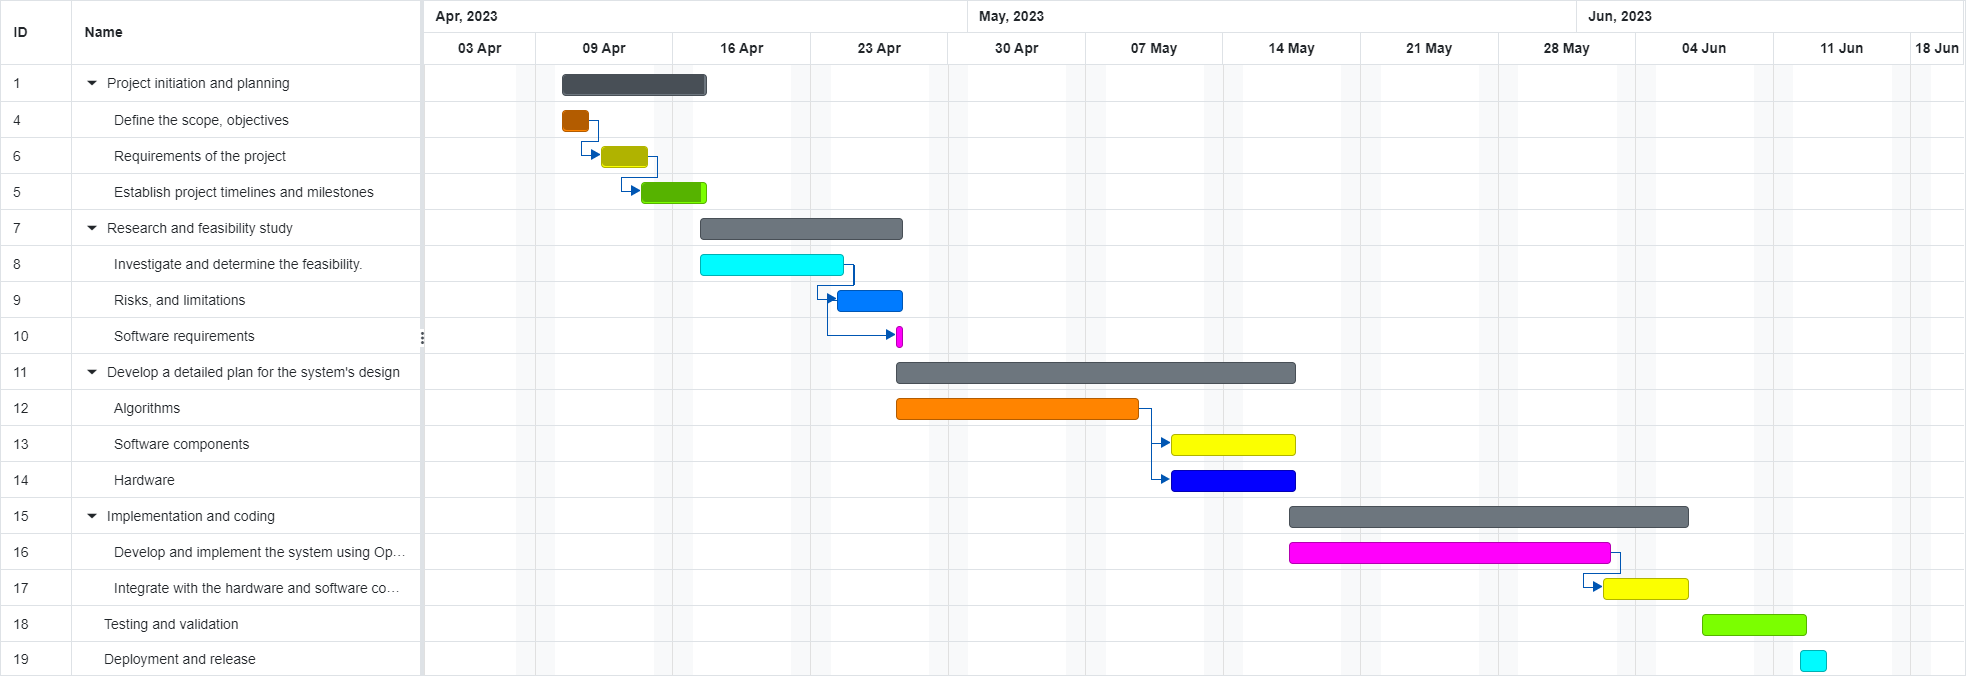 Apr, 2023 May, 2023 Jun, 2023
ID Name
03 Apr 09 Apr 16 Apr 23 Apr 30 Apr 07 May 14 May 21 May 28 May 04 Jun 11 Jun 18 Jun
1 Project initiation and planning
4 Define the scope, objectives
6 Requirements of the project
5 Establish project timelines and milestones
7 Research and feasibility study
8 Investigate and determine the feasibility.
9 Risks, and limitations
10 Software requirements
11 Develop a detailed plan for the system's design
12 Algorithms
13 Software components
14 Hardware
15 Implementation and coding
16 Develop and implement the system using Op...
17 Integrate with the hardware and software co...
18 Testing and validation
19 Deployment and release